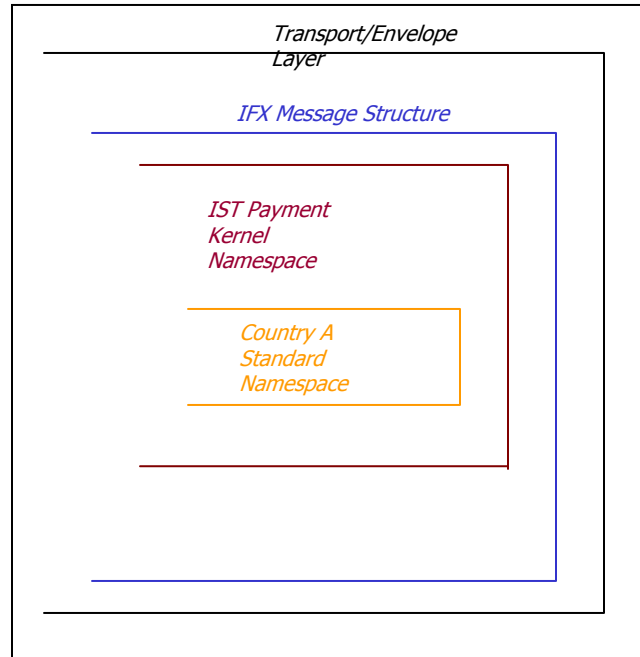 Transport/Envelope
Layer
IFX Message Structure
IST Payment
Kernel
Namespace
Country A
Standard
Namespace